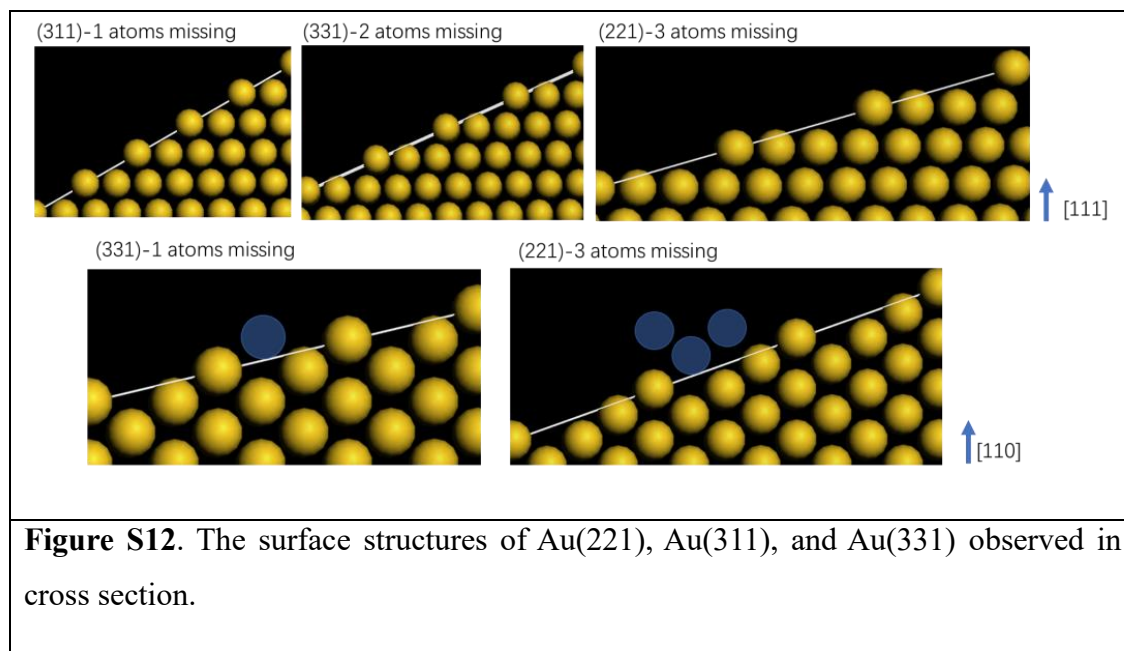 (311)-1 atoms missing
(331)-2 atoms missing
(221)-3 atoms missing
[111]
(331)-1 atoms missing
(221)-3 atoms missing
[110]
Figure S12. The surface structures of Au(221), Au(311), and Au(331) observed in
cross section.